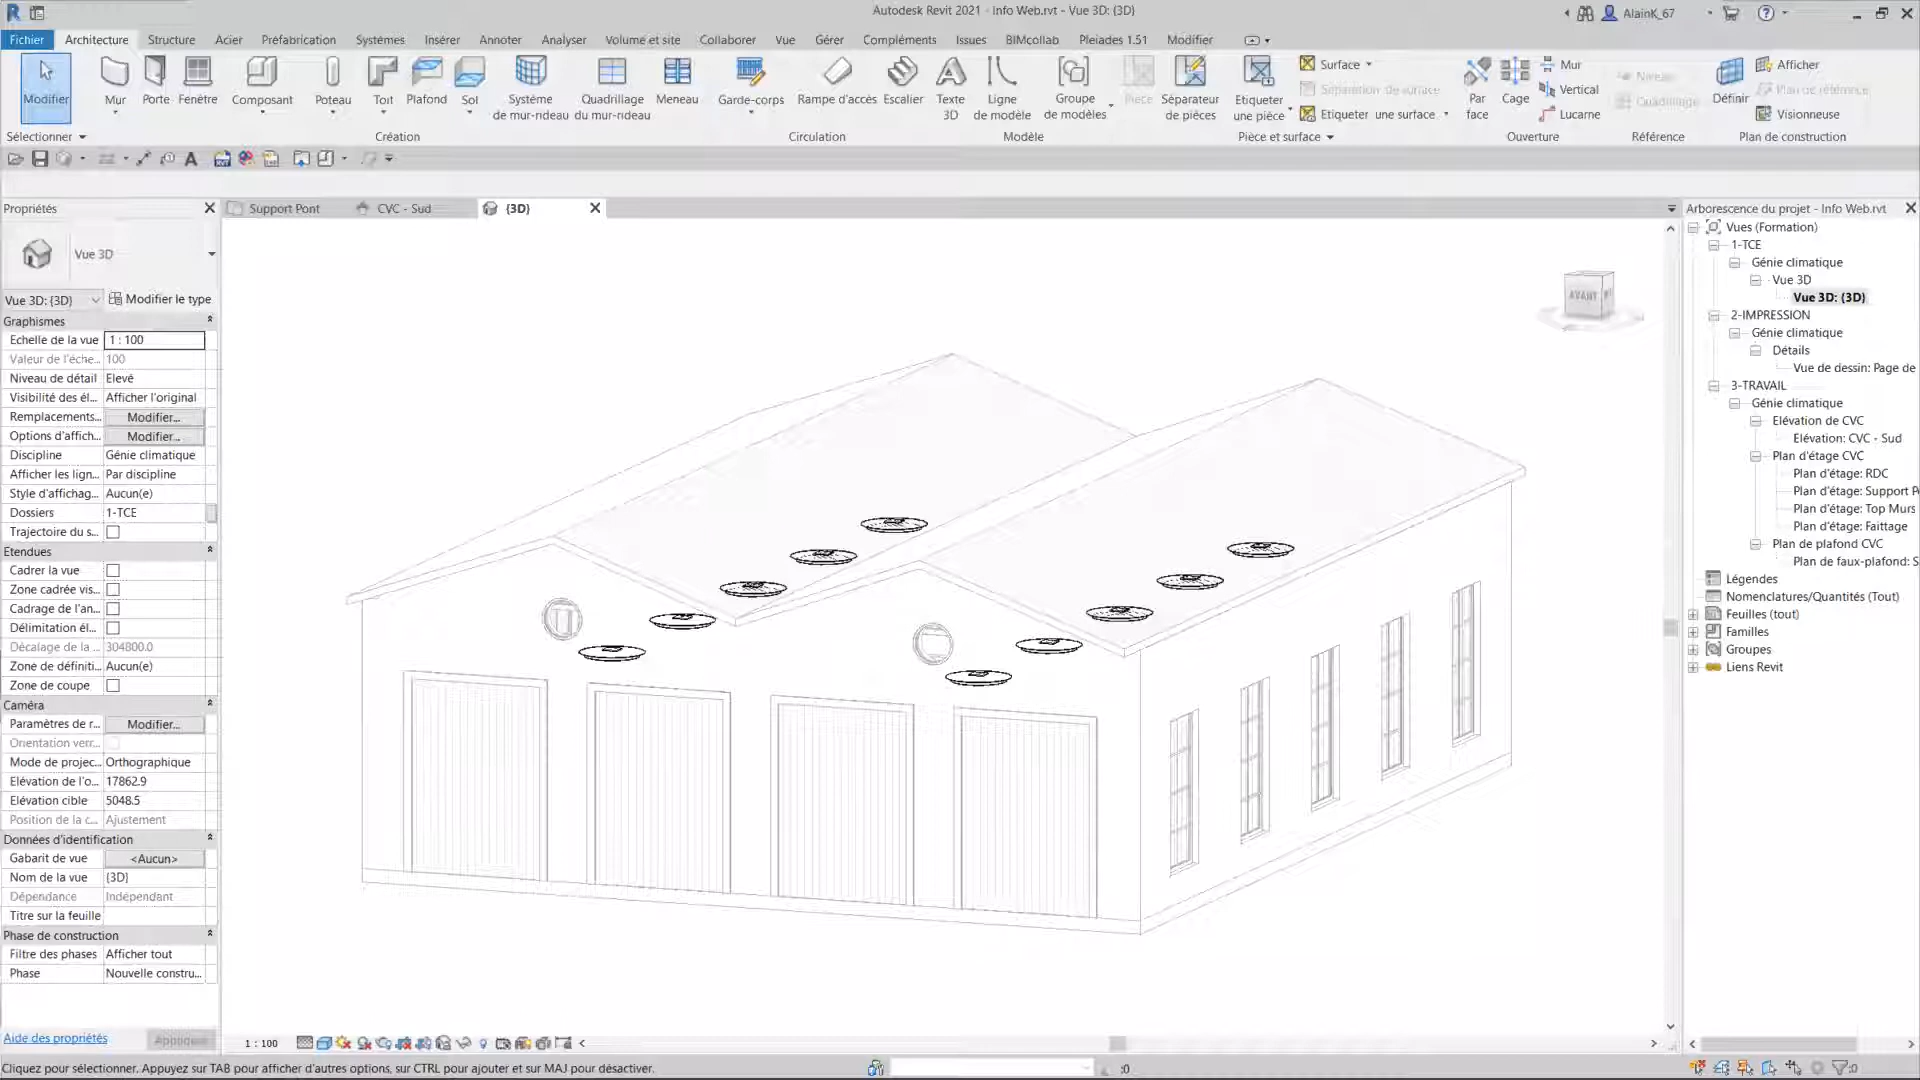 Autodesk Revit 2021 - Info Web.rvt - Vue 3D: {3D}
AlainK_67
Fichier Architecture Structure Acier Préfabrication Systèmes Insérer Annoter Analyser Volume et site Collaborer Vue Gérer Compléments Issues BIMcollab Pleiades 1.51 Modifier
Modifier
Mur
Porte
Fenêtre
Composant
Poteau
Toit
Plafond
Sol
Système
de mur-rideau
Quadrillage
du mur-rideau
Meneau
Garde-corps
Rampe d'accès
Escalier
Texte
3D
Ligne
de modèle
Groupe
de modèles
Pièce
Séparateur
de pièces
Etiqueter
une pièce
Surface
Séparation de surface
Etiqueter une surface
Par
face
Cage
Mur
Vertical
Lucarne
Niveau
Quadrillage
Définir
Afficher
Plan de référence
Visionneuse
Sélectionner
Création
Circulation
Modèle
Pièce et surface
Ouverture
Référence
Plan de construction
Propriétés
Support Pont
CVC - Sud
{3D}
Arborescence du projet - Info Web.rvt
Vue 3D
Vue 3D: {3D}
Modifier le type
Graphismes
Echelle de la vue 1 : 100
Valeur de l'éche... 100
Niveau de détail Elevé
Visibilité des él... Afficher l'original
Remplacements... Modifier...
Options d'affich... Modifier...
Discipline Génie climatique
Afficher les lign... Par discipline
Style d'affichag... Aucun(e)
Dossiers 1-TCE
Trajectoire du s...
Etendues
Cadrer la vue
Zone cadrée vis...
Cadrage de l'an...
Délimitation él...
Décalage de la ... 304800.0
Zone de définiti... Aucun(e)
Zone de coupe
Caméra
Paramètres de r... Modifier...
Orientation verr...
Mode de projec... Orthographique
Elévation de l'o... 17862.9
Elévation cible 5048.5
Position de la c... Ajustement
Données d'identification
Gabarit de vue <Aucun>
Nom de la vue {3D}
Dépendance Indépendant
Titre sur la feuille
Phase de construction
Filtre des phases Afficher tout
Phase Nouvelle constru...
Aide des propriétés
Appliquer
AVANT
Vues (Formation)
1-TCE
Génie climatique
Vue 3D
Vue 3D: {3D}
2-IMPRESSION
Génie climatique
Détails
Vue de dessin: Page de
3-TRAVAIL
Génie climatique
Elévation de CVC
Elévation: CVC - Sud
Plan d'étage CVC
Plan d'étage: RDC
Plan d'étage: Support P
Plan d'étage: Top Murs
Plan d'étage: Faittage
Plan de plafond CVC
Plan de faux-plafond: S
Légendes
Nomenclatures/Quantités (Tout)
Feuilles (tout)
Familles
Groupes
Liens Revit
1 : 100
Cliquez pour sélectionner. Appuyez sur TAB pour afficher d'autres options, sur CTRL pour ajouter et sur MAJ pour désactiver.
:0
:0